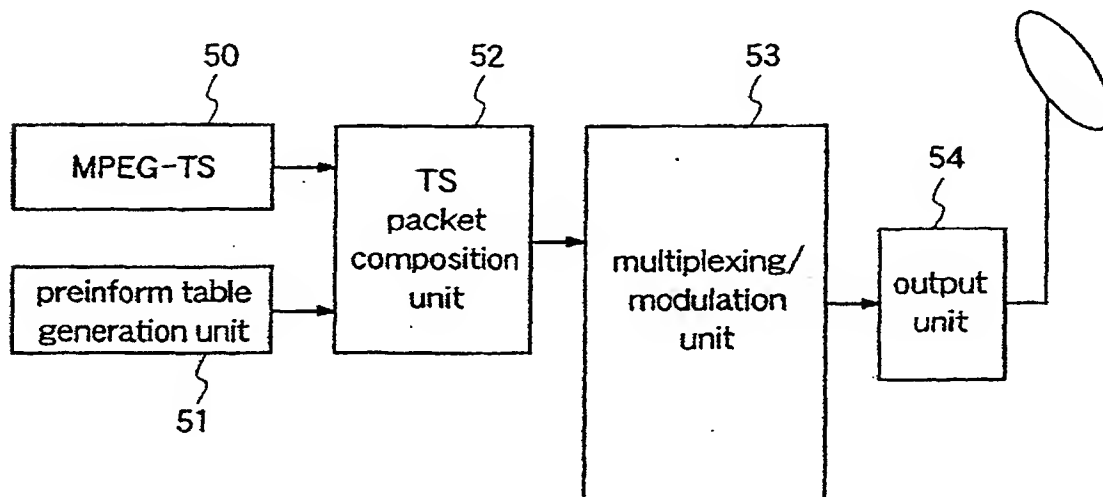 50
52
53
54
MPEG-TS
TS
packet
composition
unit
multiplexing/
modulation
unit
output
unit
preinform table
generation unit
51